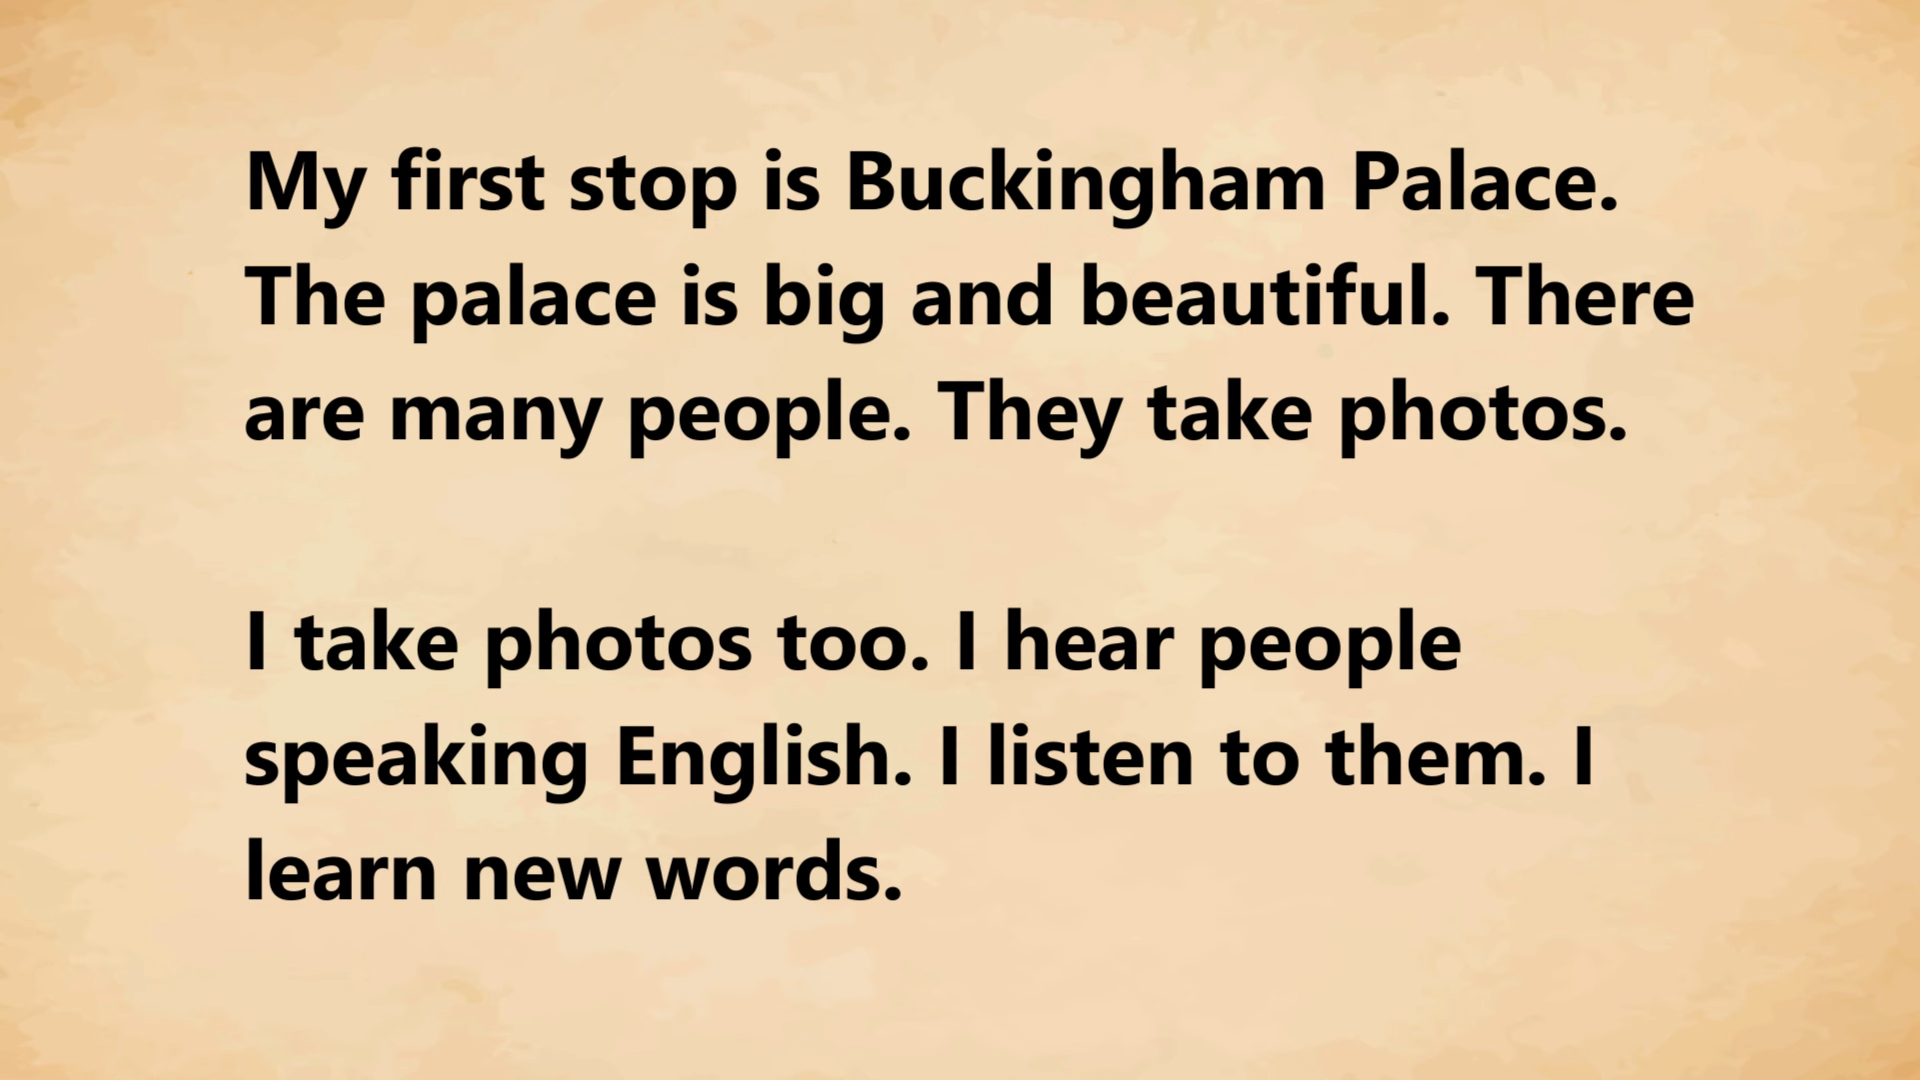 My first stop is Buckingham Palace.
The palace is big and beautiful. There
are many people. They take photos.
I take photos too. I hear people
speaking English. I listen to them. I
learn new words.